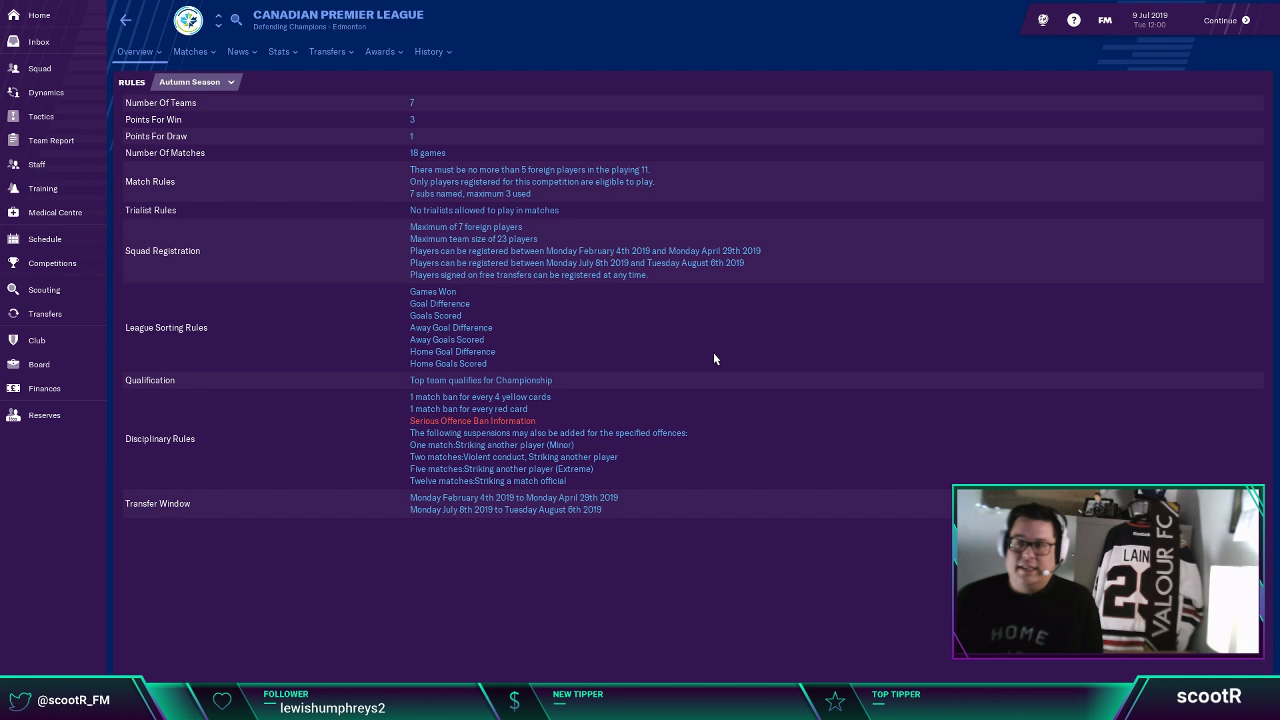 Home
Inbox
Squad
Dynamics
Tactics
Team Report
Staff
Training
Medical Centre
Schedule
Competitions
Scouting
Transfers
Club
Board
Finances
Reserves
CANADIAN PREMIER LEAGUE
Defending Champions - Edmonton
FM
9 Jul 2019
Tue 12:00
Continue
Overview Matches News Stats Transfers Awards History
RULES Autumn Season
Number Of Teams 7
Points For Win 3
Points For Draw 1
Number Of Matches 18 games
Match Rules
There must be no more than 5 foreign players in the playing 11.
Only players registered for this competition are eligible to play.
7 subs named, maximum 3 used
Trialist Rules No trialists allowed to play in matches
Squad Registration
Maximum of 7 foreign players
Maximum team size of 23 players
Players can be registered between Monday February 4th 2019 and Monday April 29th 2019
Players can be registered between Monday July 8th 2019 and Tuesday August 6th 2019
Players signed on free transfers can be registered at any time.
League Sorting Rules
Games Won
Goal Difference
Goals Scored
Away Goal Difference
Away Goals Scored
Home Goal Difference
Home Goals Scored
Qualification Top team qualifies for Championship
Disciplinary Rules
1 match ban for every 4 yellow cards
1 match ban for every red card
Serious Offence Ban Information
The following suspensions may also be added for the specified offences:
One match:Striking another player (Minor)
Two matches:Violent conduct, Striking another player
Five matches:Striking another player (Extreme)
Twelve matches:Striking a match official
Transfer Window
Monday February 4th 2019 to Monday April 29th 2019
Monday July 8th 2019 to Tuesday August 6th 2019
LAIN
2
VALOUR FC
HOME
@scootR_FM
FOLLOWER
lewishumphreys2
NEW TIPPER
TOP TIPPER
scootR